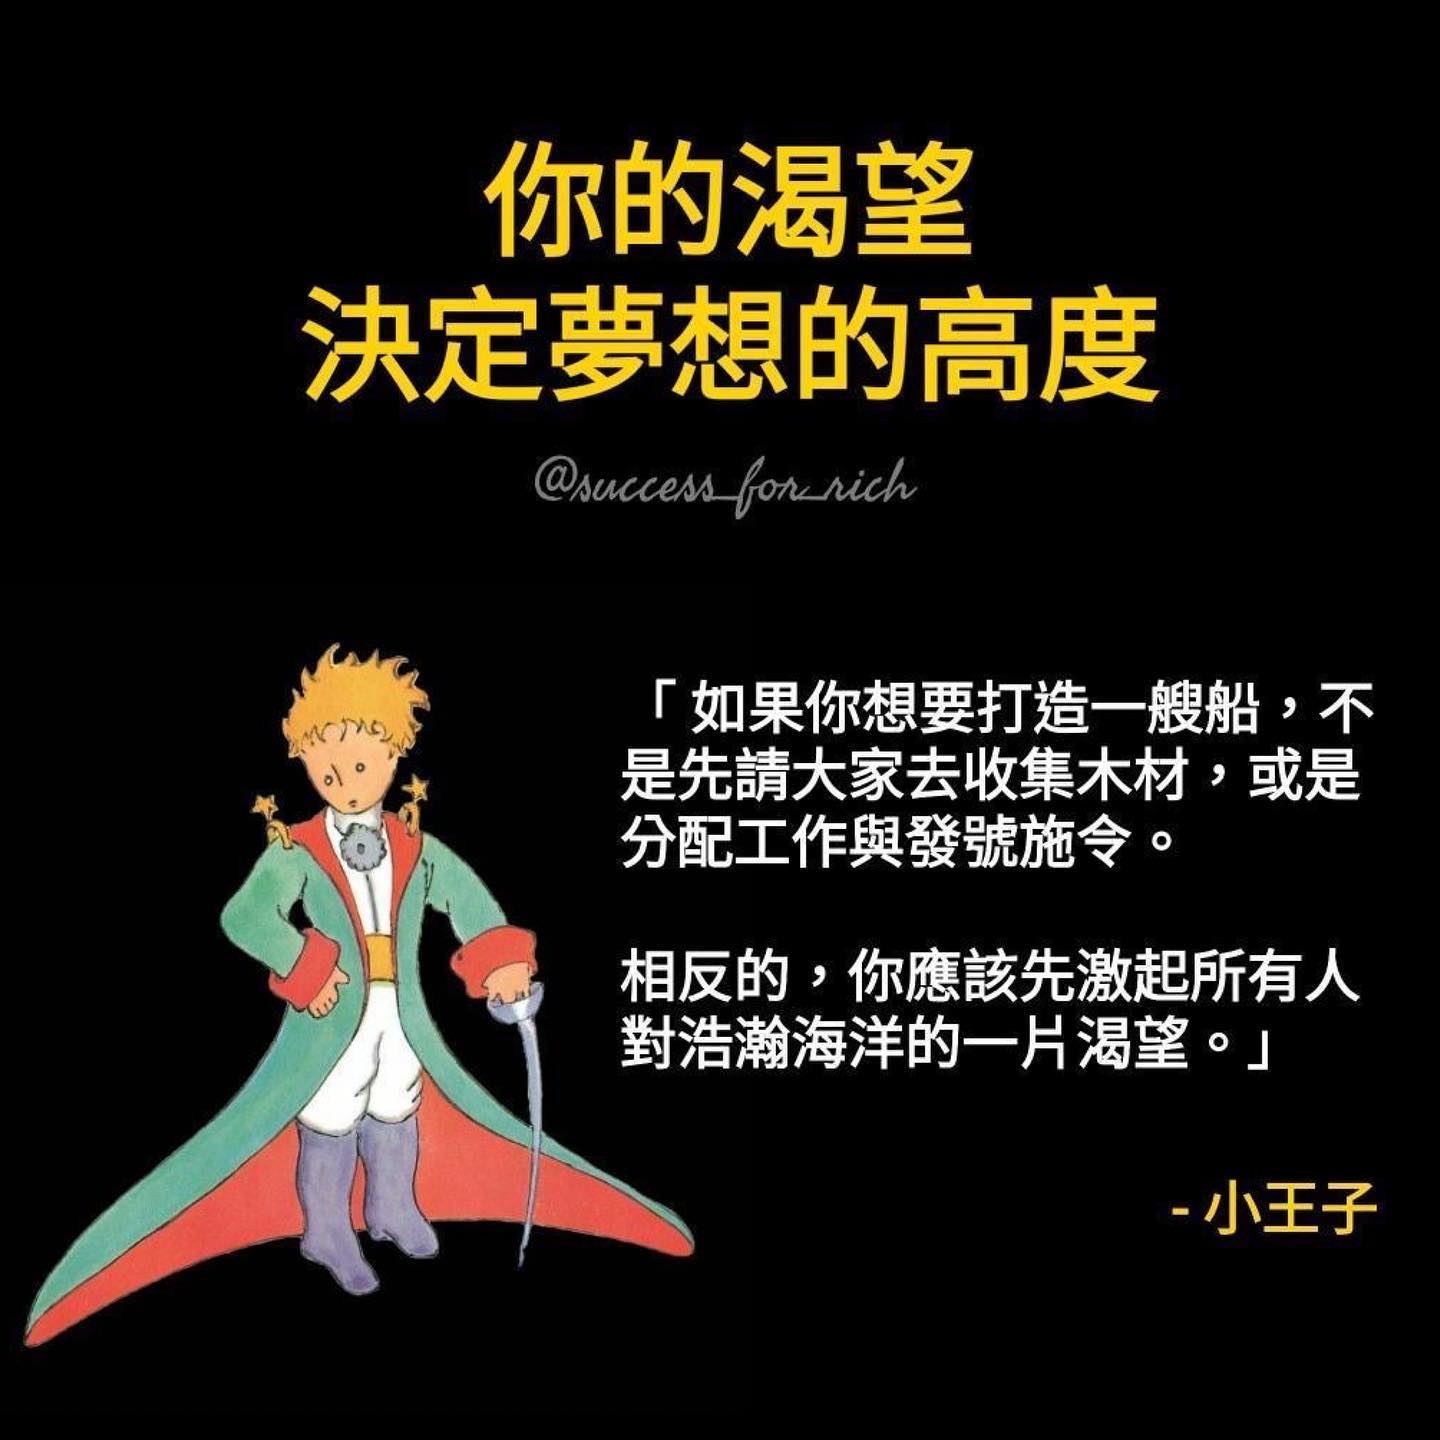 你的渴望
決定夢想的高度
@success_for_rich
「如果你想要打造一艘船，不
是先請大家去收集木材，或是
分配工作與發號施令。
相反的，你應該先激起所有人
對浩瀚海洋的一片渴望。」
- 小王子